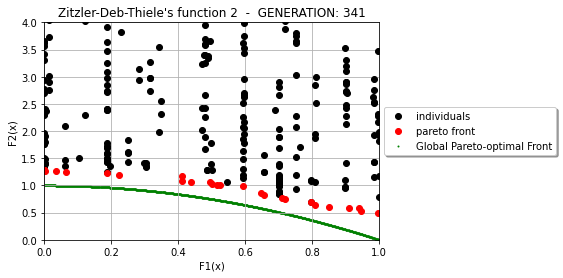 Zitzler-Deb-Thiele's function 2  -  GENERATION: 341
4.0
3.5
3.0
2.5
2.0
1.5
1.0
0.5
0.0
F2(x)
0.0 0.2 0.4 0.6 0.8 1.0
F1(x)
individuals
pareto front
Global Pareto-optimal Front